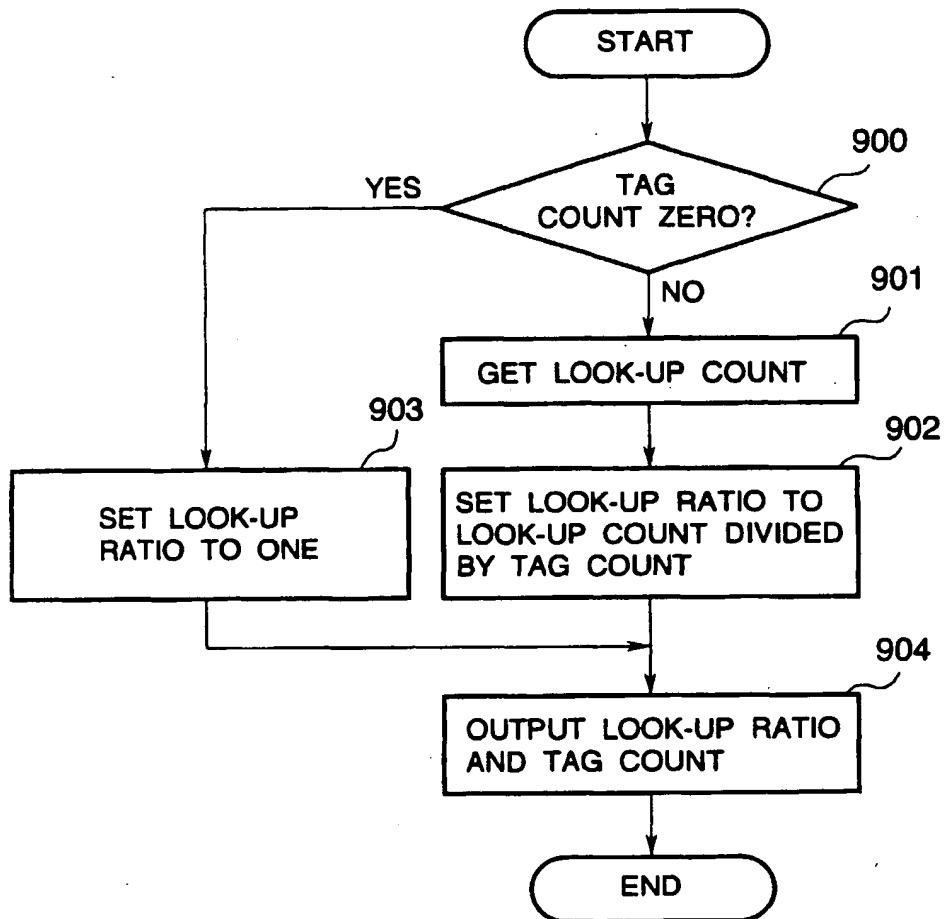 START
900
TAG
COUNT ZERO?
YES
NO
901
GET LOOK-UP COUNT
903
SET LOOK-UP
RATIO TO ONE
902
SET LOOK-UP RATIO TO
LOOK-UP COUNT DIVIDED
BY TAG COUNT
904
OUTPUT LOOK-UP RATIO
AND TAG COUNT
END